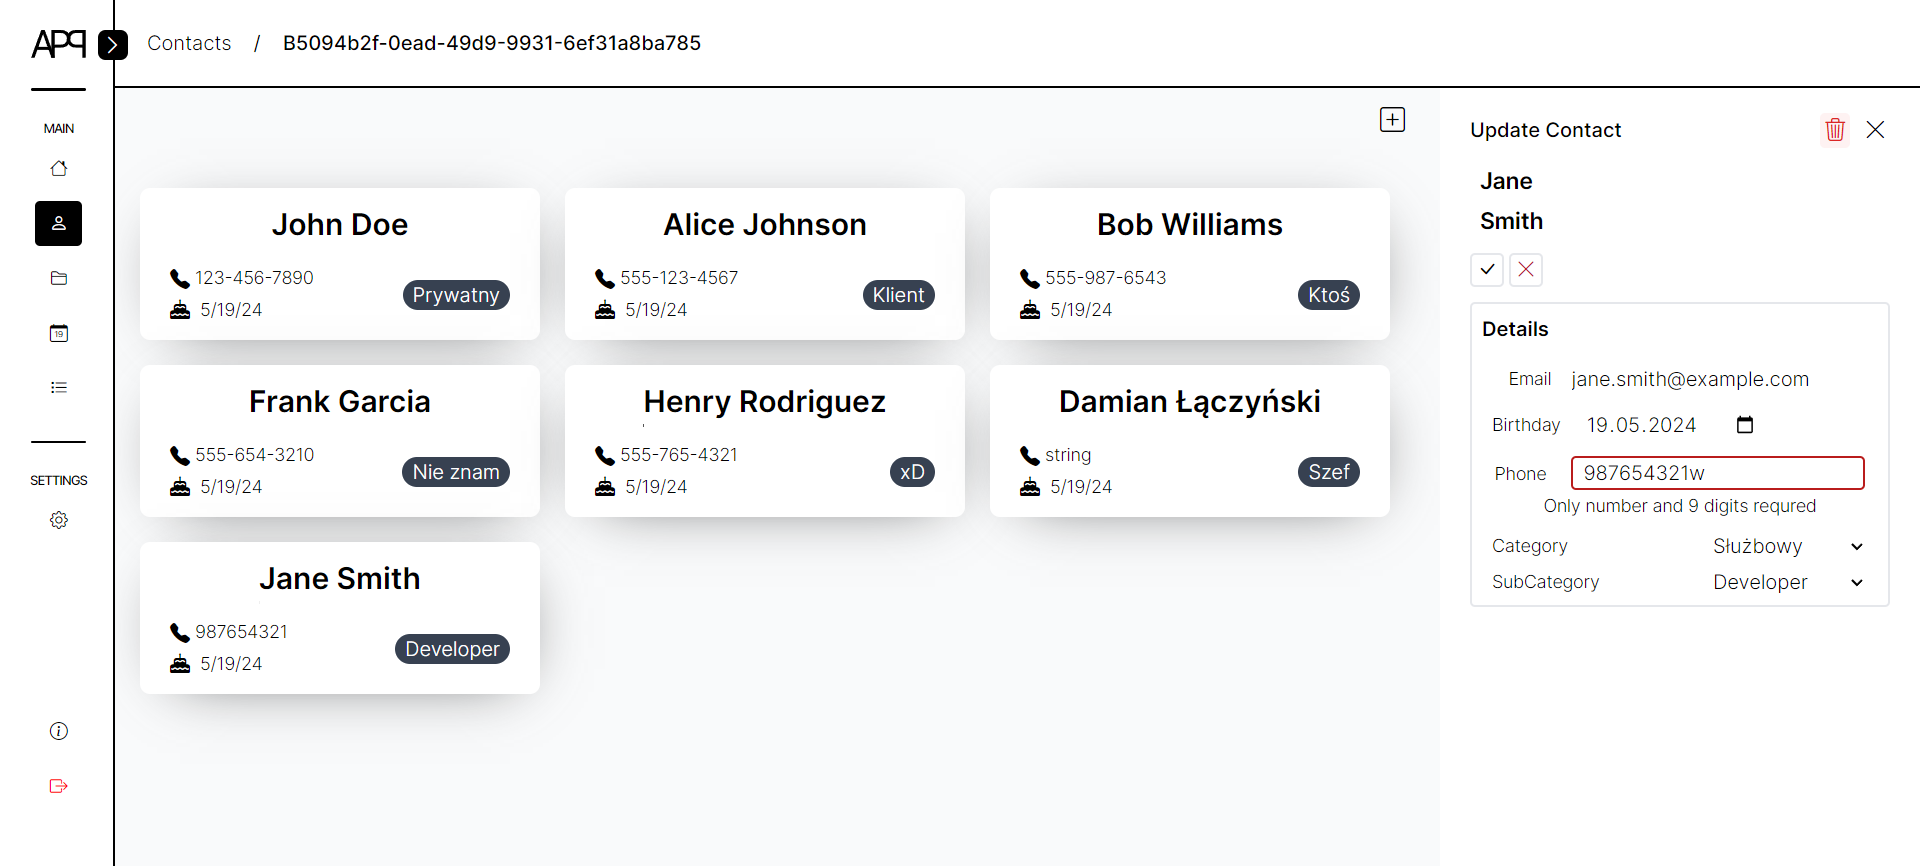 APP
Contacts / B5094b2f-0ead-49d9-9931-6ef31a8ba785
MAIN
19
SETTINGS
John Doe
123-456-7890
5/19/24
Prywatny
Alice Johnson
555-123-4567
5/19/24
Klient
Bob Williams
555-987-6543
5/19/24
Ktoś
Frank Garcia
555-654-3210
5/19/24
Nie znam
Henry Rodriguez
555-765-4321
5/19/24
xD
Damian Łączyński
string
5/19/24
Szef
Jane Smith
987654321
5/19/24
Developer
Update Contact
Jane
Smith
Details
Email jane.smith@example.com
Birthday 19.05.2024
Phone 987654321w
Only number and 9 digits requred
Category Służbowy
SubCategory Developer